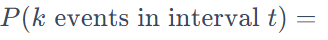 P(k events in interval t) =